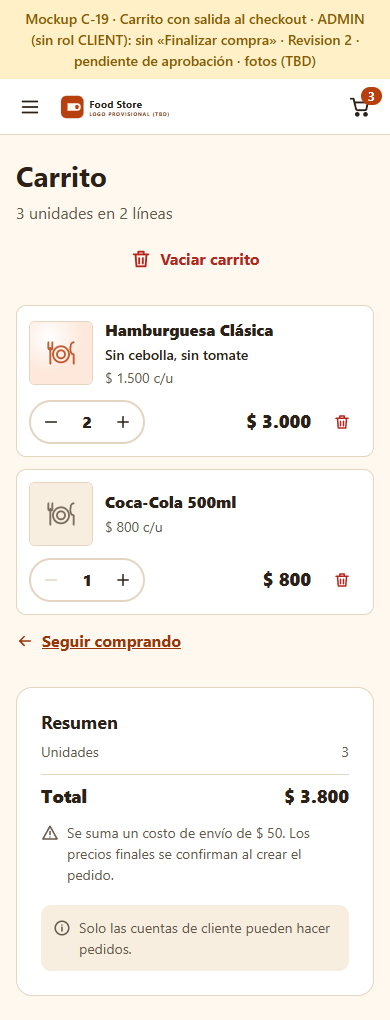 Mockup C-19 · Carrito con salida al checkout · ADMIN
(sin rol CLIENT): sin «Finalizar compra» · Revision 2 ·
pendiente de aprobación · fotos (TBD)
Food Store
LOGO PROVISIONAL (TBD)
3
Carrito
3 unidades en 2 líneas
Vaciar carrito
Hamburguesa Clásica
Sin cebolla, sin tomate
$ 1.500 c/u
2
$ 3.000
Coca-Cola 500ml
$ 800 c/u
1
$ 800
Seguir comprando
Resumen
Unidades 3
Total $ 3.800
Se suma un costo de envío de $ 50. Los
precios finales se confirman al crear el
pedido.
Solo las cuentas de cliente pueden hacer
pedidos.